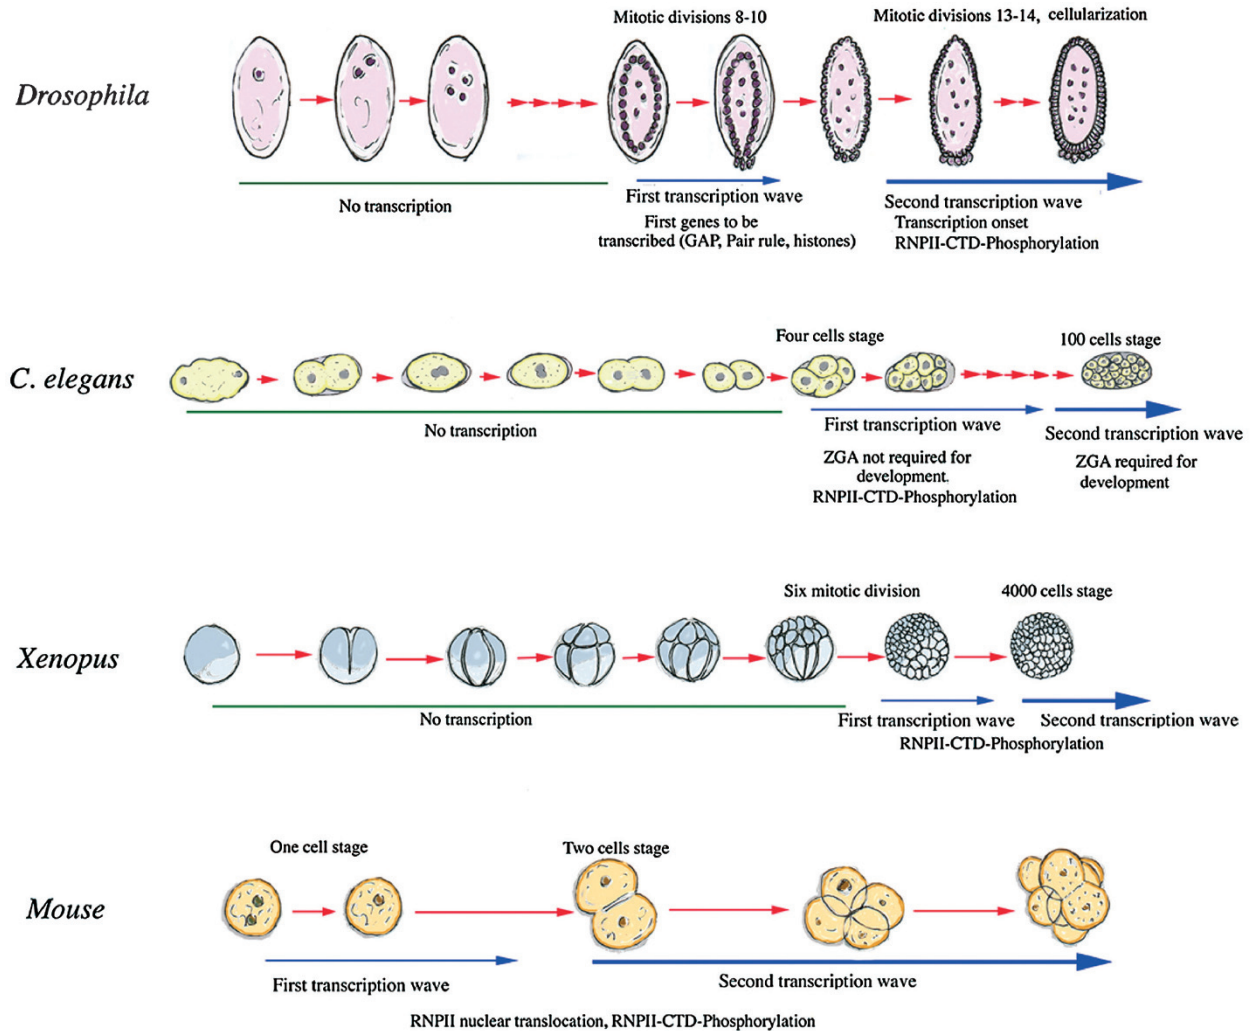 Mitotic divisions 8-10
Mitotic divisions 13-14, cellularization
Drosophila
No transcription
First transcription wave
First genes to be
transcribed (GAP, Pair rule, histones)
Second transcription wave
Transcription onset
RNPII-CTD-Phosphorylation
Four cells stage
100 cells stage
C. elegans
No transcription
First transcription wave
Second transcription wave
ZGA not required for
development.
RNPII-CTD-Phosphorylation
ZGA required for
development
Six mitotic division
4000 cells stage
Xenopus
No transcription
First transcription wave
Second transcription wave
RNPII-CTD-Phosphorylation
One cell stage
Two cells stage
Mouse
First transcription wave
Second transcription wave
RNPII nuclear translocation, RNPII-CTD-Phosphorylation